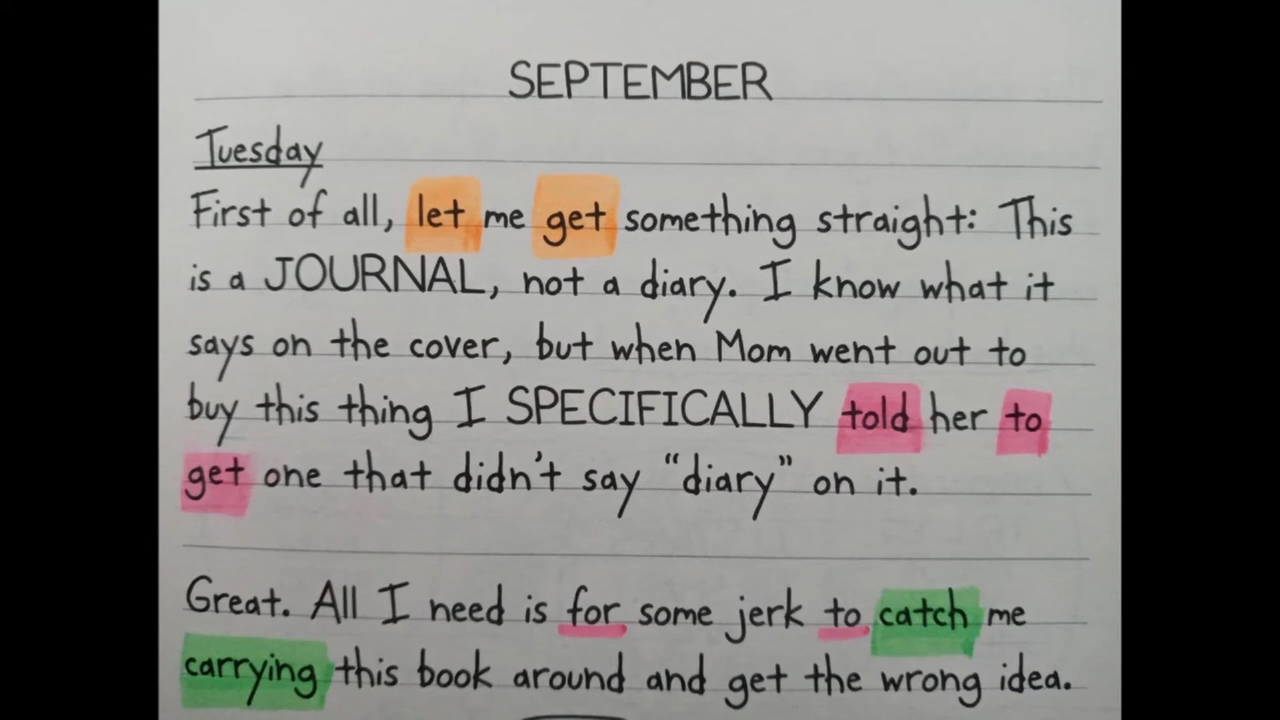 SEPTEMBER
Tuesday
First of all, let me get something straight: This
is a JOURNAL, not a diary. I know what it
says on the cover, but when Mom went out to
buy this thing I SPECIFICALLY told her to
get one that didn't say “diary” on it.
Great. All I need is for some jerk to catch me
carrying this book around and get the wrong idea.